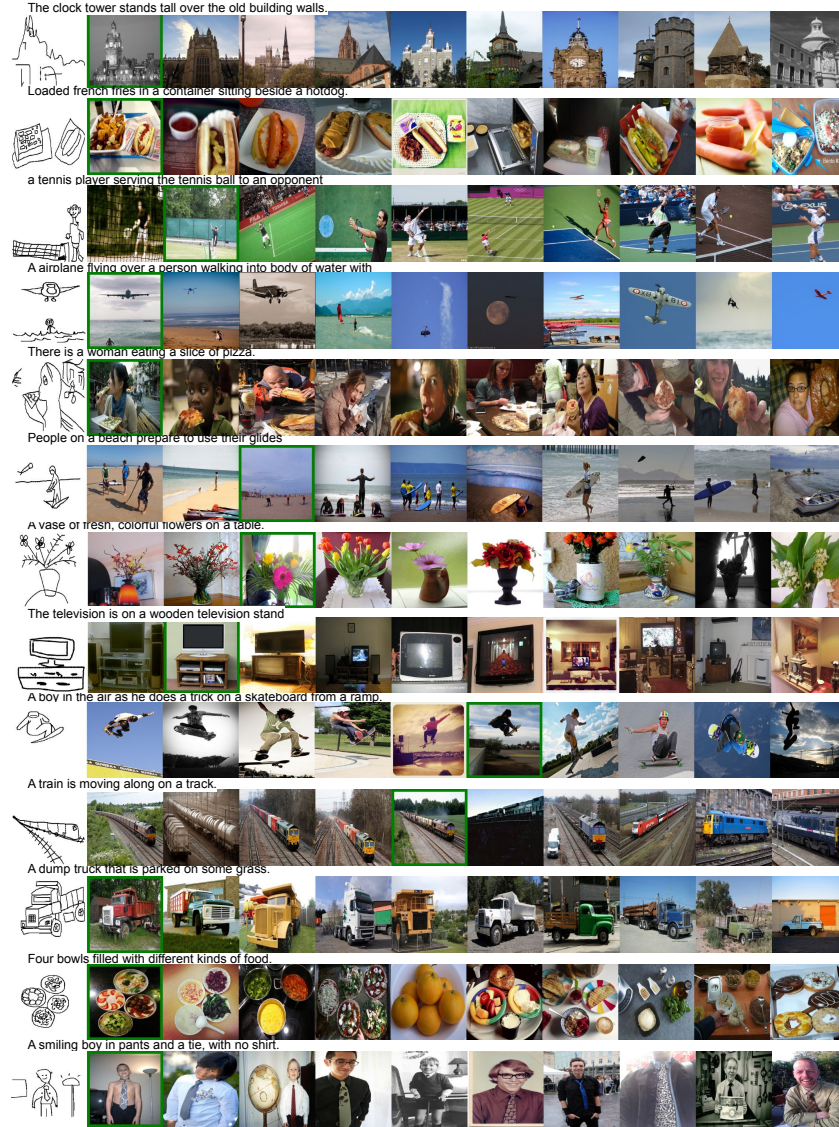 The clock tower stands tall over the old building walls.
Loaded french fries in a container sitting beside a hotdog.
a tennis player serving the tennis ball to an opponent
A airplane flying over a person walking into body of water with
There is a woman eating a slice of pizza.
People on a beach prepare to use their glides
A vase of fresh, colorful flowers on a table.
The television is on a wooden television stand
A boy in the air as he does a trick on a skateboard from a ramp.
A train is moving along on a track.
A dump truck that is parked on some grass.
Four bowls filled with different kinds of food.
A smiling boy in pants and a tie, with no shirt.